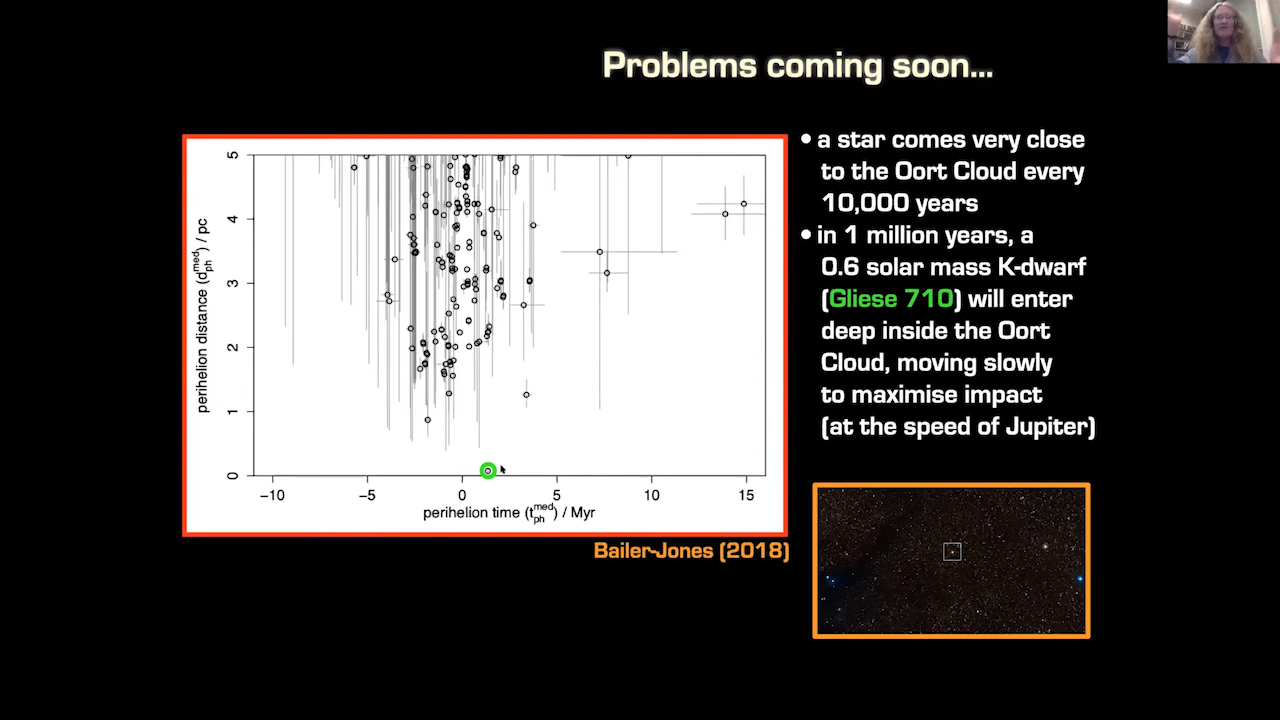 Problems coming soon...
5
4
3
2
1
0
perihelion distance (d_ph^med) / pc
−10 −5 0 5 10 15
perihelion time (t_ph^med) / Myr
Bailer-Jones (2018)
• a star comes very close
to the Oort Cloud every
10,000 years
• in 1 million years, a
0.6 solar mass K-dwarf
(Gliese 710) will enter
deep inside the Oort
Cloud, moving slowly
to maximise impact
(at the speed of Jupiter)